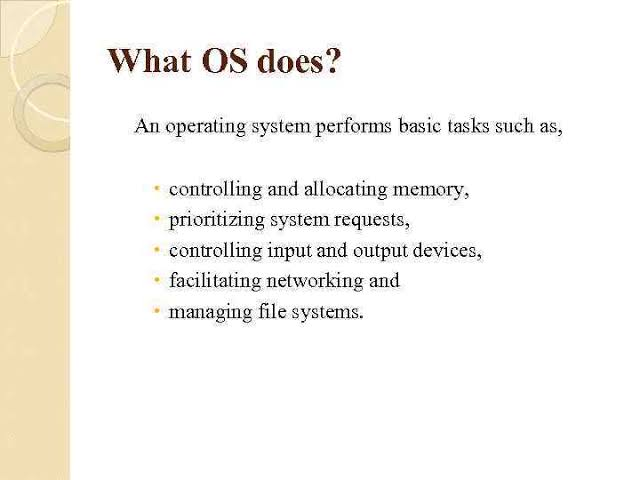 What OS does?
An operating system performs basic tasks such as,
• controlling and allocating memory,
• prioritizing system requests,
• controlling input and output devices,
• facilitating networking and
• managing file systems.